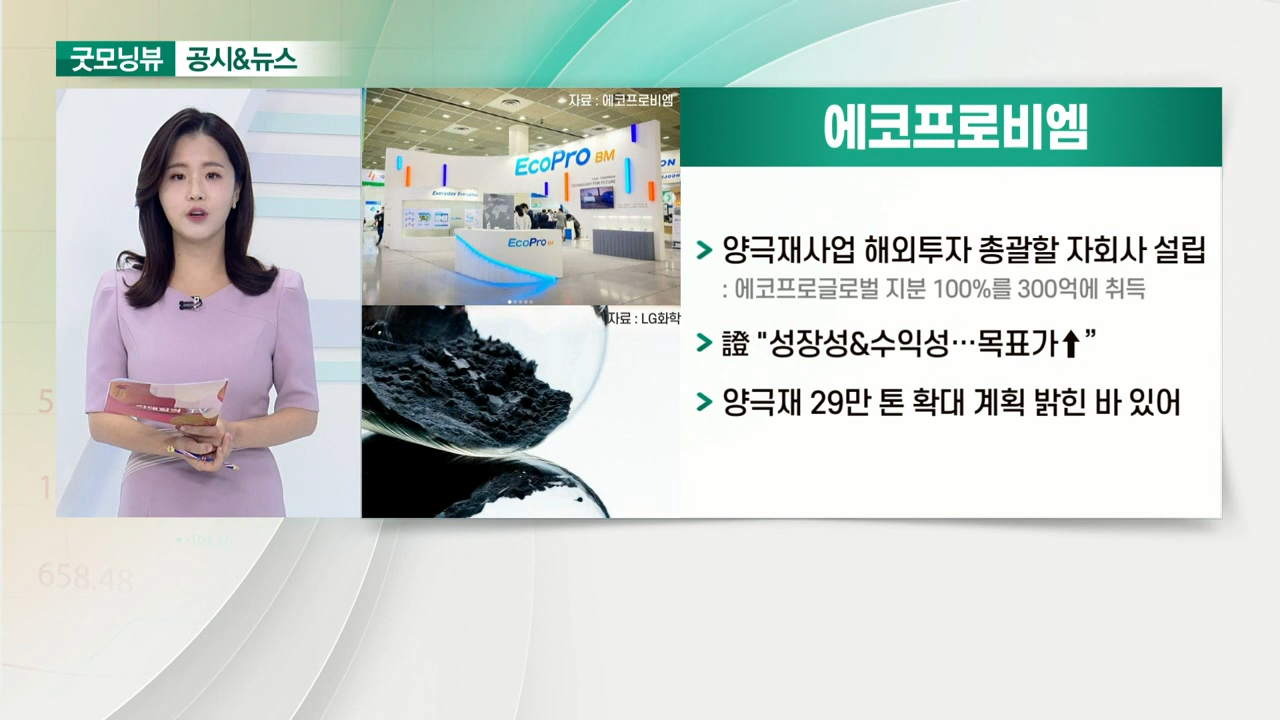 굿모닝뷰 공시&뉴스
자료 : 에코프로비엠
EcoPro BM
Everyday Everywhere
EcoPro BM
자료 : LG화학
에코프로비엠
> 양극재사업 해외투자 총괄할 자회사 설립
: 에코프로글로벌 지분 100%를 300억에 취득
> 證 "성장성&수익성…목표가⬆”
> 양극재 29만 톤 확대 계획 밝힌 바 있어
658.48